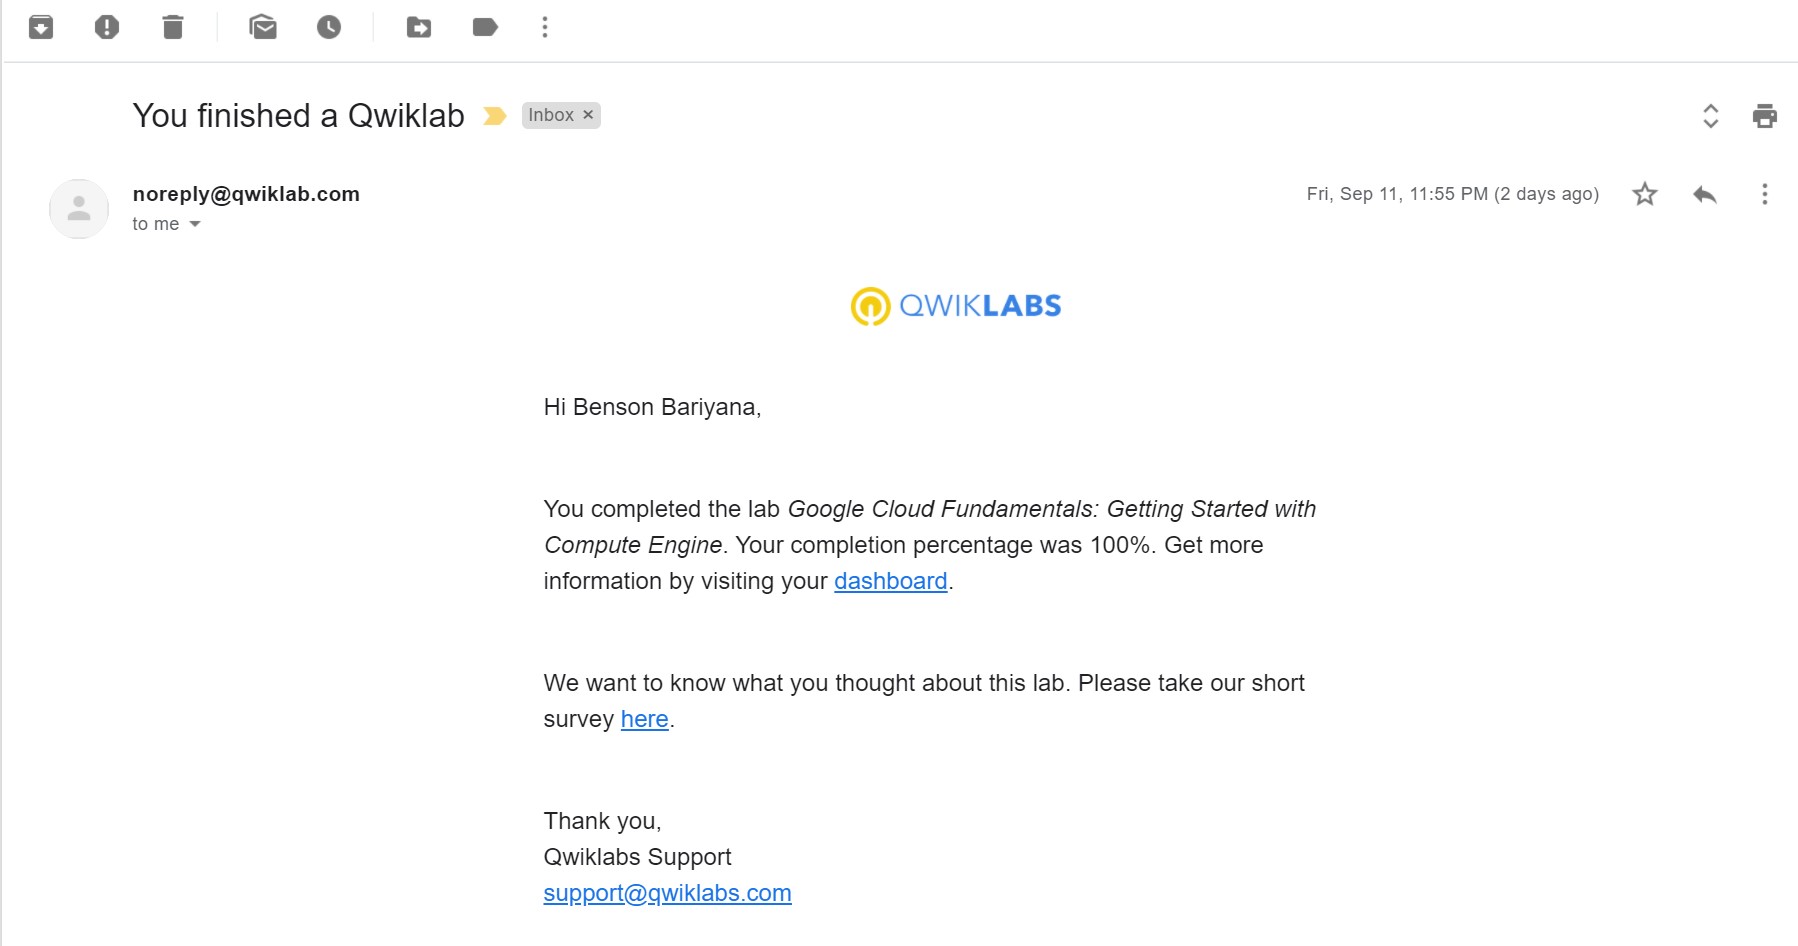 You finished a Qwiklab Inbox ×
noreply@qwiklab.com
Fri, Sep 11, 11:55 PM (2 days ago)
to me
QWIKLABS
Hi Benson Bariyana,
You completed the lab Google Cloud Fundamentals: Getting Started with
Compute Engine. Your completion percentage was 100%. Get more
information by visiting your dashboard.
We want to know what you thought about this lab. Please take our short
survey here.
Thank you,
Qwiklabs Support
support@qwiklabs.com